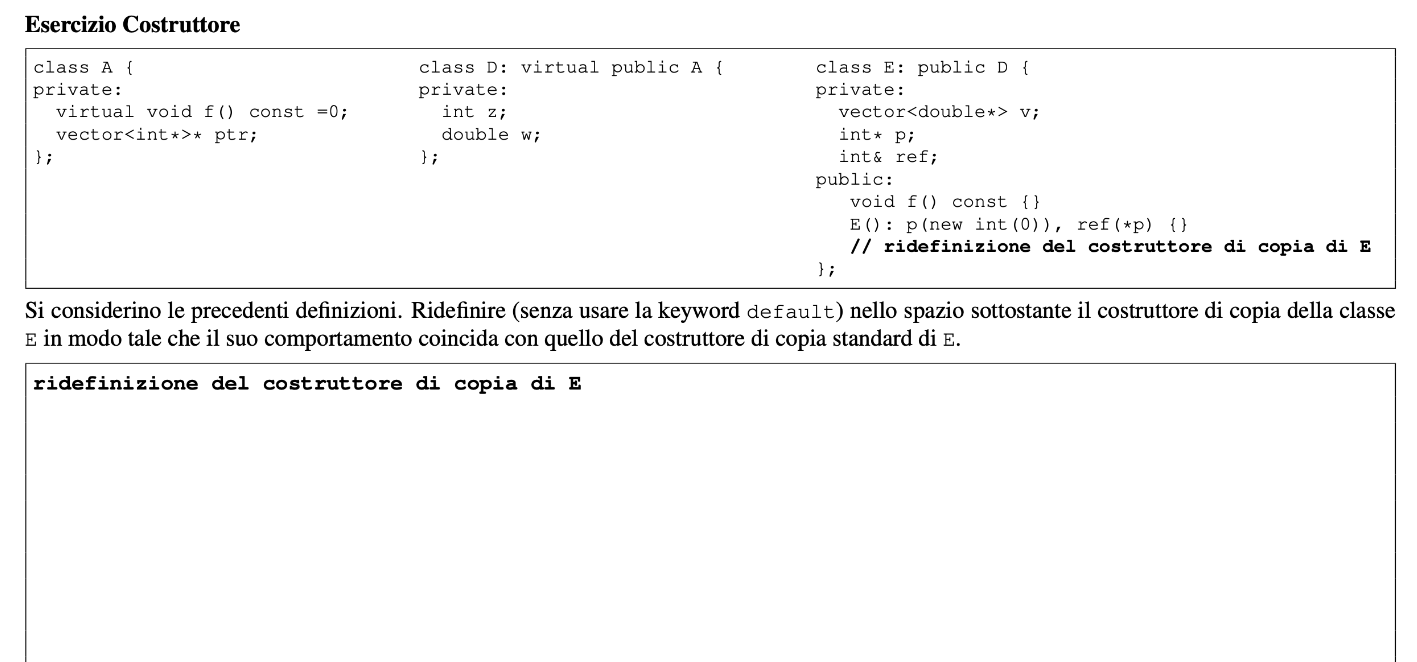 Esercizio Costruttore
class A {
private:
  virtual void f() const =0;
  vector<int*>* ptr;
};
class D: virtual public A {
private:
  int z;
  double w;
};
class E: public D {
private:
  vector<double*> v;
  int* p;
  int& ref;
public:
   void f() const {}
   E(): p(new int(0)), ref(*p) {}
   // ridefinizione del costruttore di copia di E
};
Si considerino le precedenti definizioni. Ridefinire (senza usare la keyword default) nello spazio sottostante il costruttore di copia della classe
E in modo tale che il suo comportamento coincida con quello del costruttore di copia standard di E.
ridefinizione del costruttore di copia di E